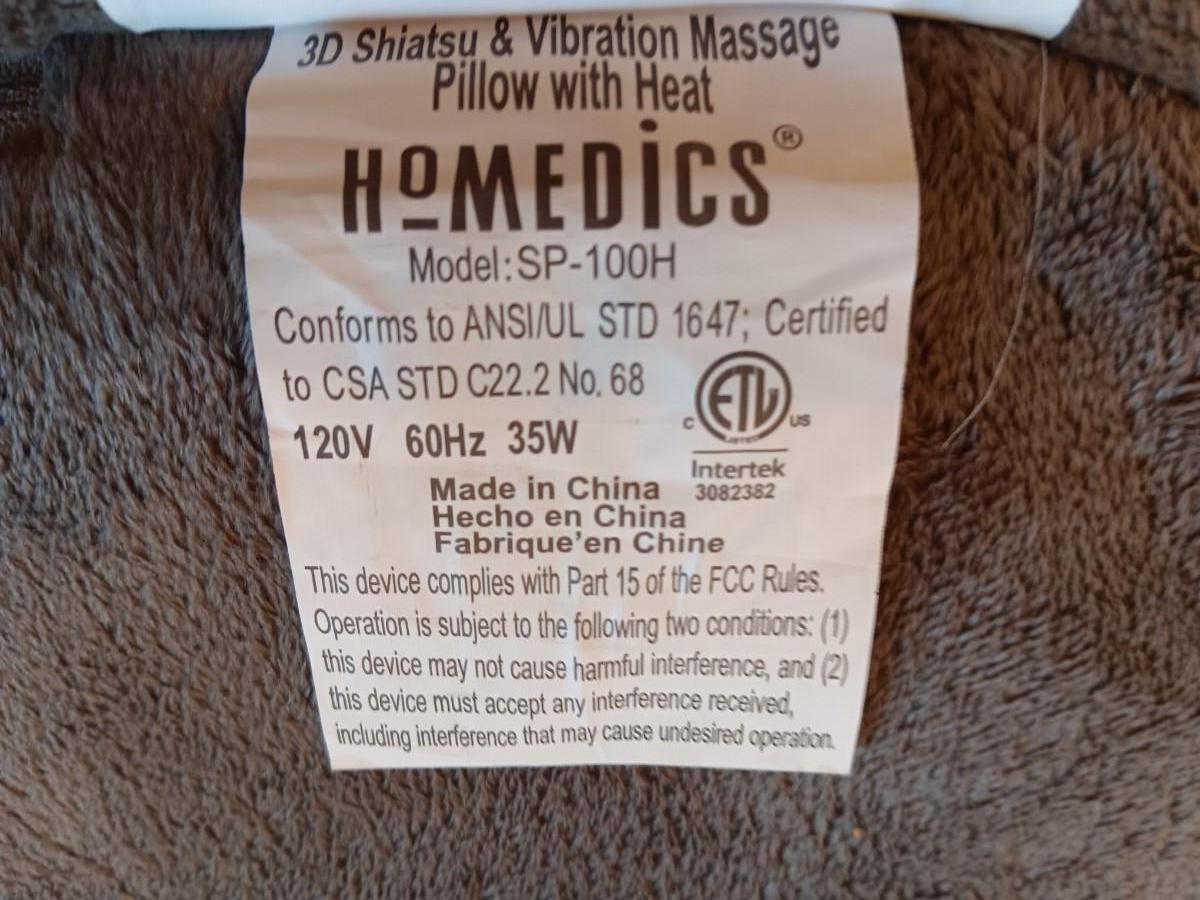 3D Shiatsu & Vibration Massage
Pillow with Heat
HOMEDICS®
Model:SP-100H
Conforms to ANSI/UL STD 1647; Certified
to CSA STD C22.2 No. 68
ETL
C US
LISTED
120V 60Hz 35W
Intertek
3082382
Made in China
Hecho en China
Fabrique'en Chine
This device complies with Part 15 of the FCC Rules.
Operation is subject to the following two conditions: (1)
this device may not cause harmful interference, and (2)
this device must accept any interference received,
including interference that may cause undesired operation.